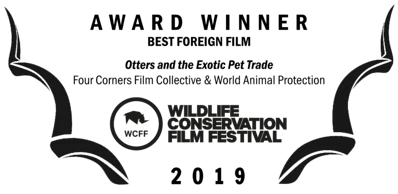 AWARD WINNER
BEST FOREIGN FILM
Otters and the Exotic Pet Trade
Four Corners Film Collective & World Animal Protection
WCFF
WILDLIFE
CONSERVATION
FILM FESTIVAL
2019